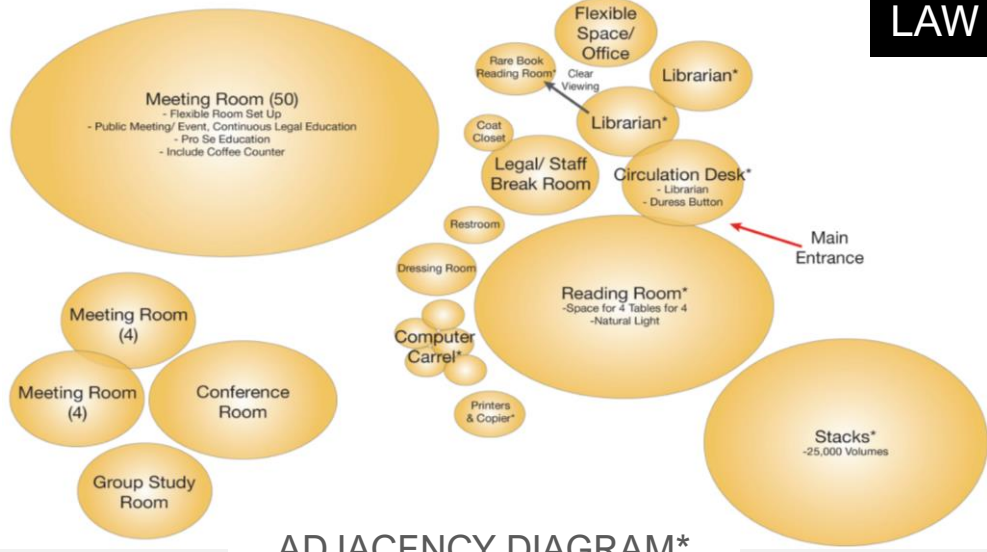 LAW
Flexible
Space/
Office
Rare Book
Reading Room*
Clear
Viewing
Librarian*
Librarian*
Meeting Room (50)
- Flexible Room Set Up
- Public Meeting/ Event, Continuous Legal Education
- Pro Se Education
- Include Coffee Counter
Coat
Closet
Legal/ Staff
Break Room
Circulation Desk*
- Librarian
- Duress Button
Restroom
Main
Entrance
Dressing Room
Reading Room*
-Space for 4 Tables for 4
-Natural Light
Meeting Room
(4)
Computer
Carrel*
Meeting Room
(4)
Conference
Room
Printers
& Copier*
Stacks*
-25,000 Volumes
Group Study
Room
ADJACENCY DIAGRAM*